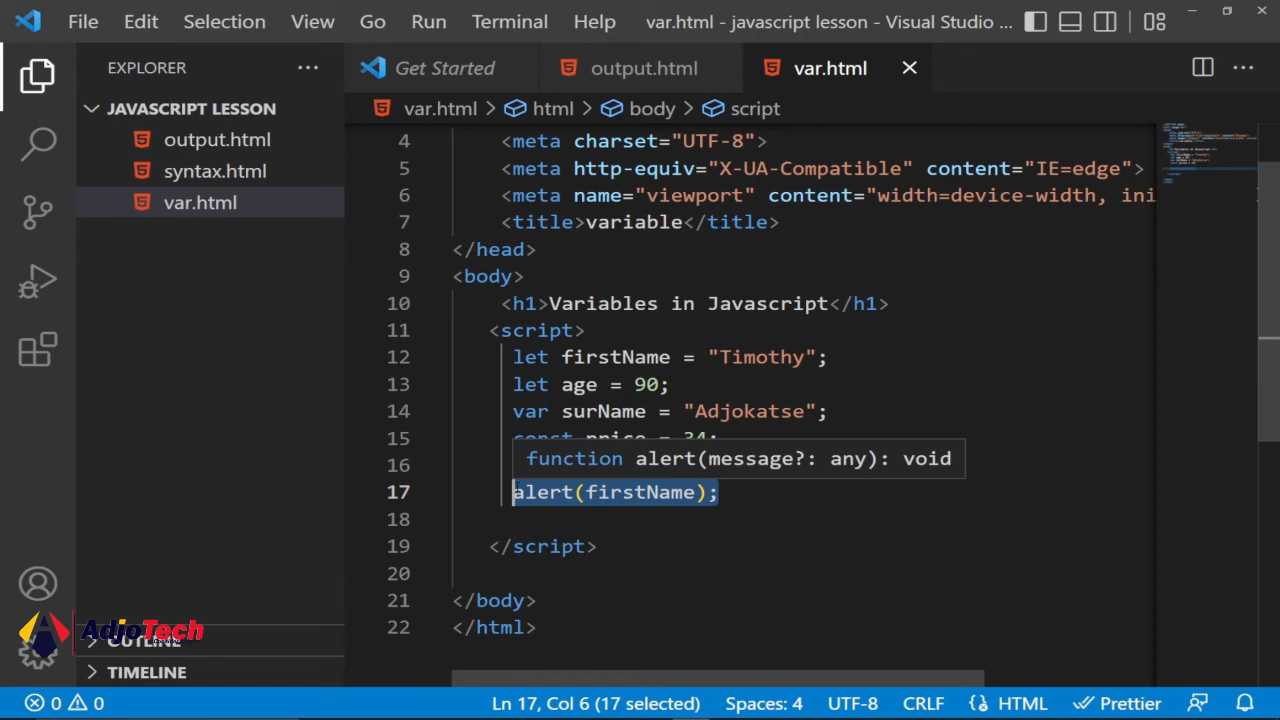 File Edit Selection View Go Run Terminal Help var.html - javascript lesson - Visual Studio ...
EXPLORER
JAVASCRIPT LESSON
output.html
syntax.html
var.html
OUTLINE
TIMELINE
AdjoTech
Get Started output.html var.html
var.html > html > body > script
4 <meta charset="UTF-8">
5 <meta http-equiv="X-UA-Compatible" content="IE=edge">
6 <meta name="viewport" content="width=device-width, ini
7 <title>variable</title>
8 </head>
9 <body>
10 <h1>Variables in Javascript</h1>
11 <script>
12 let firstName = "Timothy";
13 let age = 90;
14 var surName = "Adjokatse";
15 const price = 34;
16 function alert(message?: any): void
17 alert(firstName);
18
19 </script>
20
21 </body>
22 </html>
0 0 Ln 17, Col 6 (17 selected) Spaces: 4 UTF-8 CRLF HTML Prettier